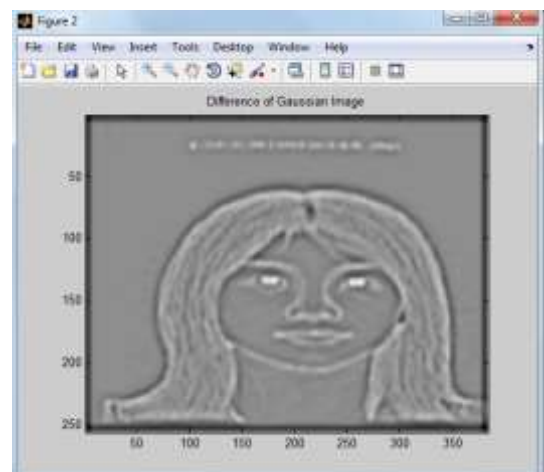 Figure 2
File Edit View Insert Tools Desktop Window Help
Difference of Gaussian Image
50
100
150
200
250
50 100 150 200 250 300 350